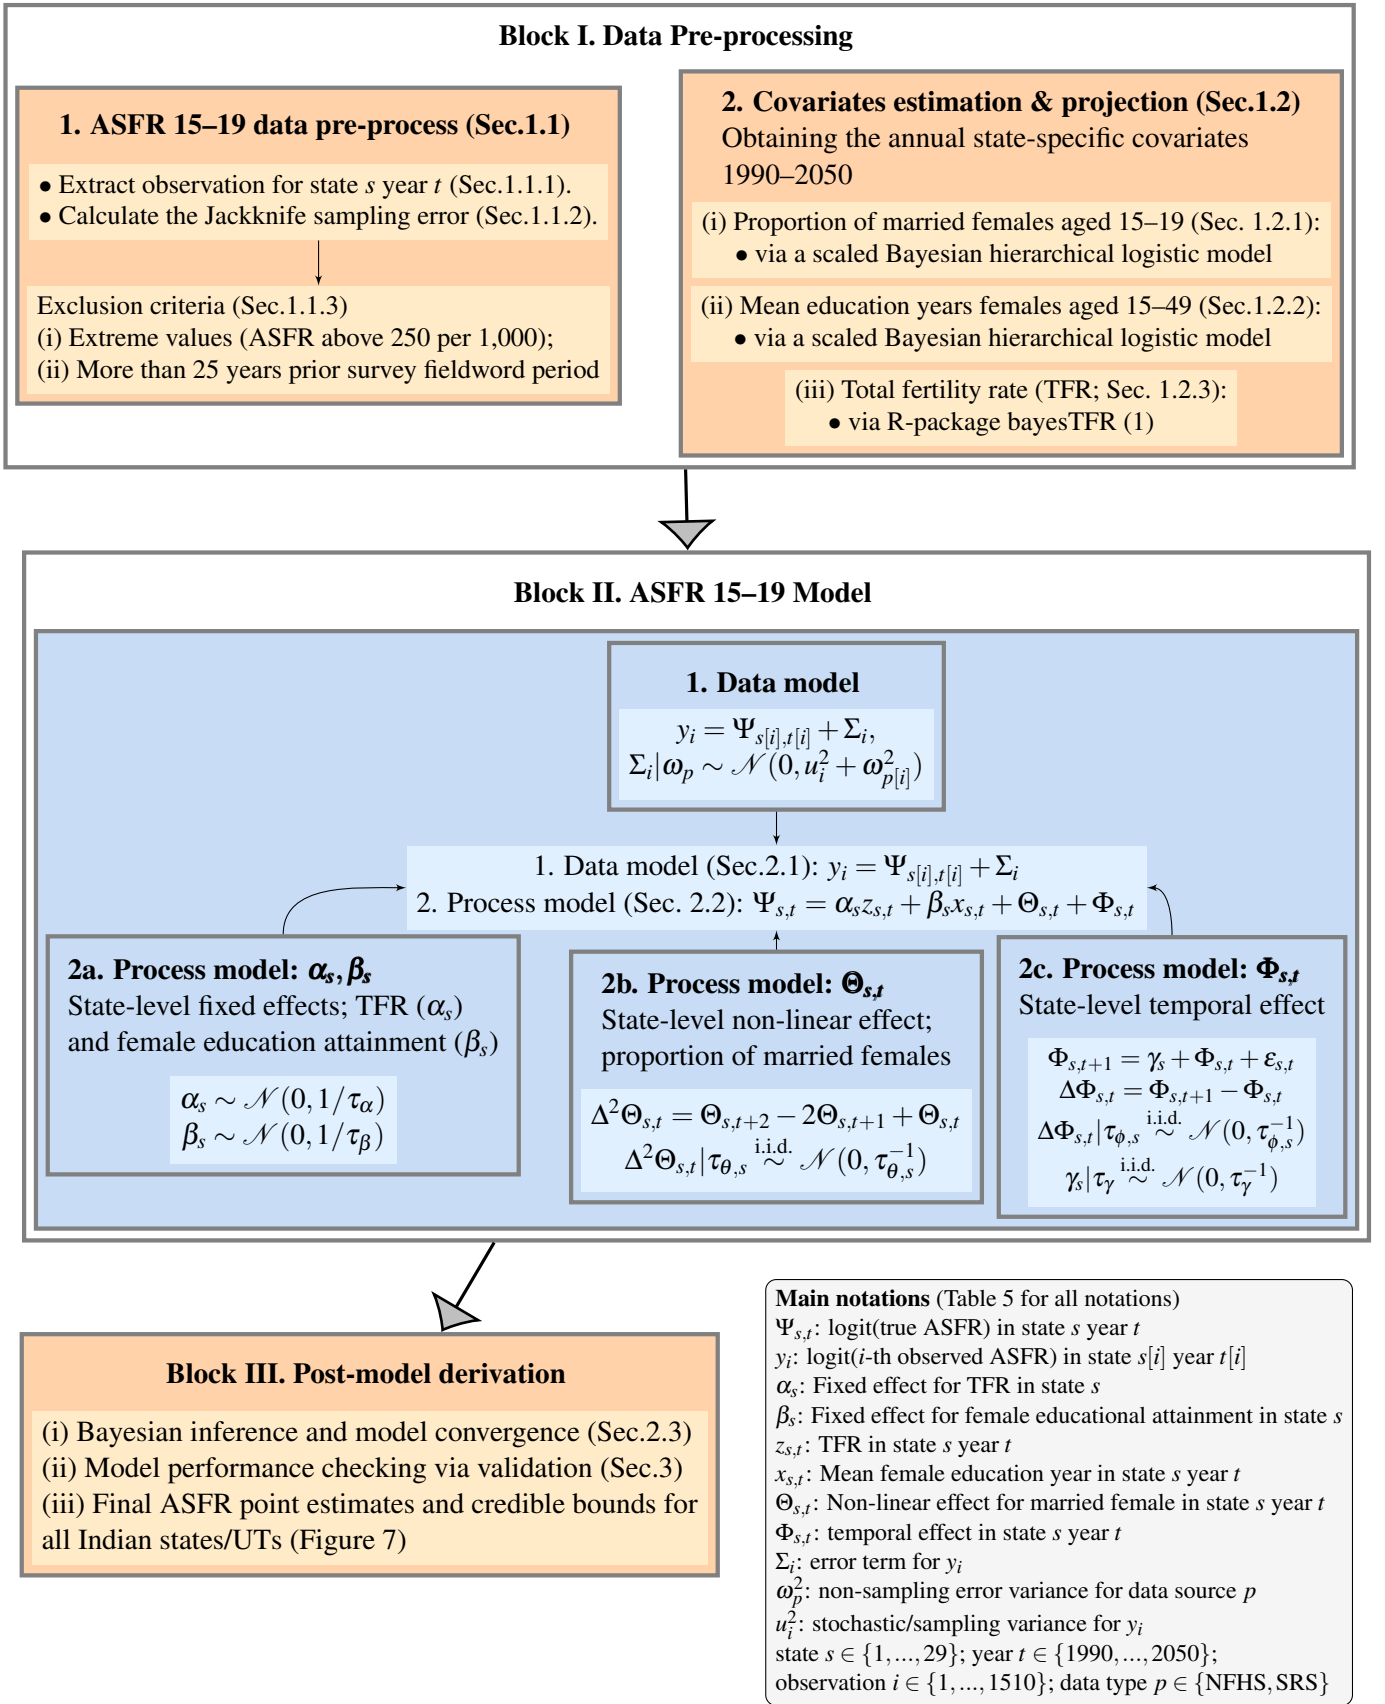 Block I. Data Pre-processing
1. ASFR 15–19 data pre-process (Sec.1.1)
• Extract observation for state s year t (Sec.1.1.1).
• Calculate the Jackknife sampling error (Sec.1.1.2).
Exclusion criteria (Sec.1.1.3)
(i) Extreme values (ASFR above 250 per 1,000);
(ii) More than 25 years prior survey fieldword period
2. Covariates estimation & projection (Sec.1.2)
Obtaining the annual state-specific covariates
1990–2050
(i) Proportion of married females aged 15–19 (Sec. 1.2.1):
• via a scaled Bayesian hierarchical logistic model
(ii) Mean education years females aged 15–49 (Sec.1.2.2):
• via a scaled Bayesian hierarchical logistic model
(iii) Total fertility rate (TFR; Sec. 1.2.3):
• via R-package bayesTFR (1)
Block II. ASFR 15–19 Model
1. Data model
y_i = Ψ_{s[i],t[i]} + Σ_i,
Σ_i|ω_p ∼ 𝒩(0, u_i^2 + ω_{p[i]}^2)
1. Data model (Sec.2.1): y_i = Ψ_{s[i],t[i]} + Σ_i
2. Process model (Sec. 2.2): Ψ_{s,t} = α_s z_{s,t} + β_s x_{s,t} + Θ_{s,t} + Φ_{s,t}
2a. Process model: α_s, β_s
State-level fixed effects; TFR (α_s)
and female education attainment (β_s)
α_s ∼ 𝒩(0, 1/τ_α)
β_s ∼ 𝒩(0, 1/τ_β)
2b. Process model: Θ_{s,t}
State-level non-linear effect;
proportion of married females
Δ^2Θ_{s,t} = Θ_{s,t+2} − 2Θ_{s,t+1} + Θ_{s,t}
Δ^2Θ_{s,t}|τ_{θ,s} i.i.d. ∼ 𝒩(0, τ_{θ,s}^{−1})
2c. Process model: Φ_{s,t}
State-level temporal effect
Φ_{s,t+1} = γ_s + Φ_{s,t} + ε_{s,t}
ΔΦ_{s,t} = Φ_{s,t+1} − Φ_{s,t}
ΔΦ_{s,t}|τ_{ϕ,s} i.i.d. ∼ 𝒩(0, τ_{ϕ,s}^{−1})
γ_s|τ_γ i.i.d. ∼ 𝒩(0, τ_γ^{−1})
Block III. Post-model derivation
(i) Bayesian inference and model convergence (Sec.2.3)
(ii) Model performance checking via validation (Sec.3)
(iii) Final ASFR point estimates and credible bounds for
all Indian states/UTs (Figure 7)
Main notations (Table 5 for all notations)
Ψ_{s,t}: logit(true ASFR) in state s year t
y_i: logit(i-th observed ASFR) in state s[i] year t[i]
α_s: Fixed effect for TFR in state s
β_s: Fixed effect for female educational attainment in state s
z_{s,t}: TFR in state s year t
x_{s,t}: Mean female education year in state s year t
Θ_{s,t}: Non-linear effect for married female in state s year t
Φ_{s,t}: temporal effect in state s year t
Σ_i: error term for y_i
ω_p^2: non-sampling error variance for data source p
u_i^2: stochastic/sampling variance for y_i
state s ∈ {1,...,29}; year t ∈ {1990,...,2050};
observation i ∈ {1,...,1510}; data type p ∈ {NFHS,SRS}